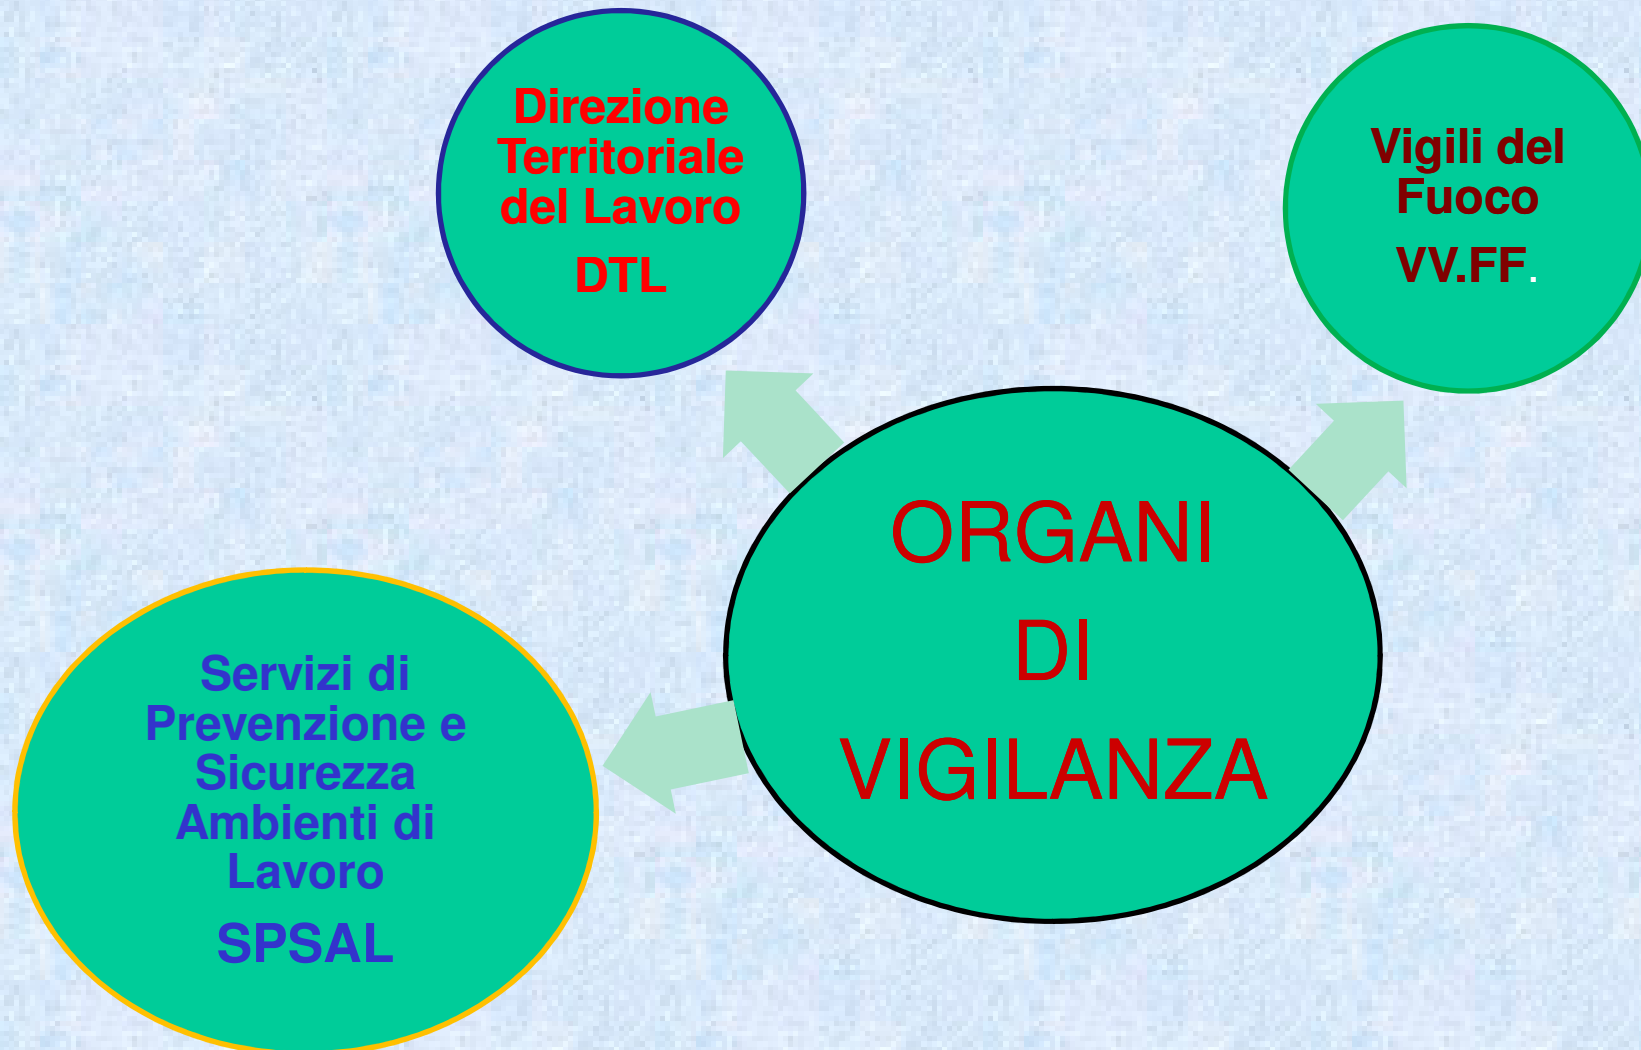 Direzione
Territoriale
del Lavoro
DTL
Vigili del
Fuoco
VV.FF.
ORGANI
DI
VIGILANZA
Servizi di
Prevenzione e
Sicurezza
Ambienti di
Lavoro
SPSAL